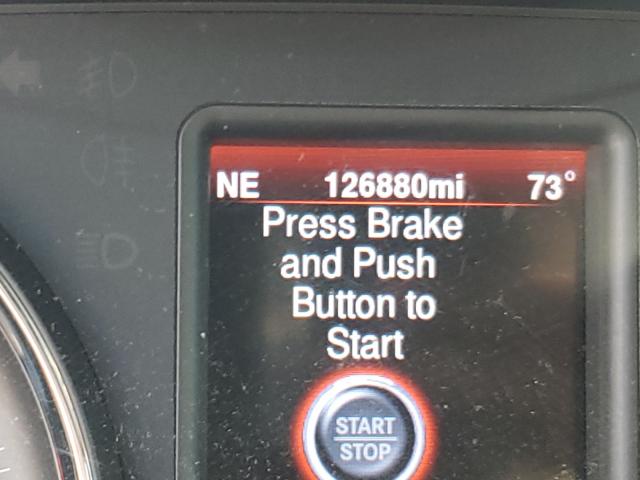 NE 126880mi 73°
Press Brake
and Push
Button to
Start
START
STOP